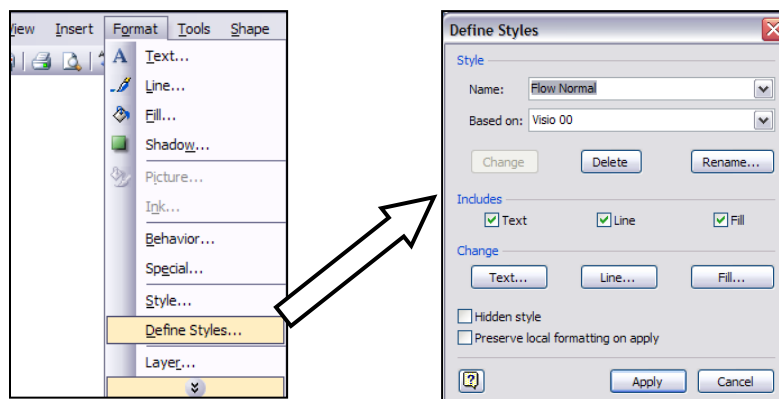 View Insert Format Tools Shape
A Text...
Line...
Fill...
Shadow...
Picture...
Ink...
Behavior...
Special...
Style...
Define Styles...
Layer...
Define Styles
Style
Name: Flow Normal
Based on: Visio 00
Change Delete Rename...
Includes
Text Line Fill
Change
Text... Line... Fill...
Hidden style
Preserve local formatting on apply
? Apply Cancel